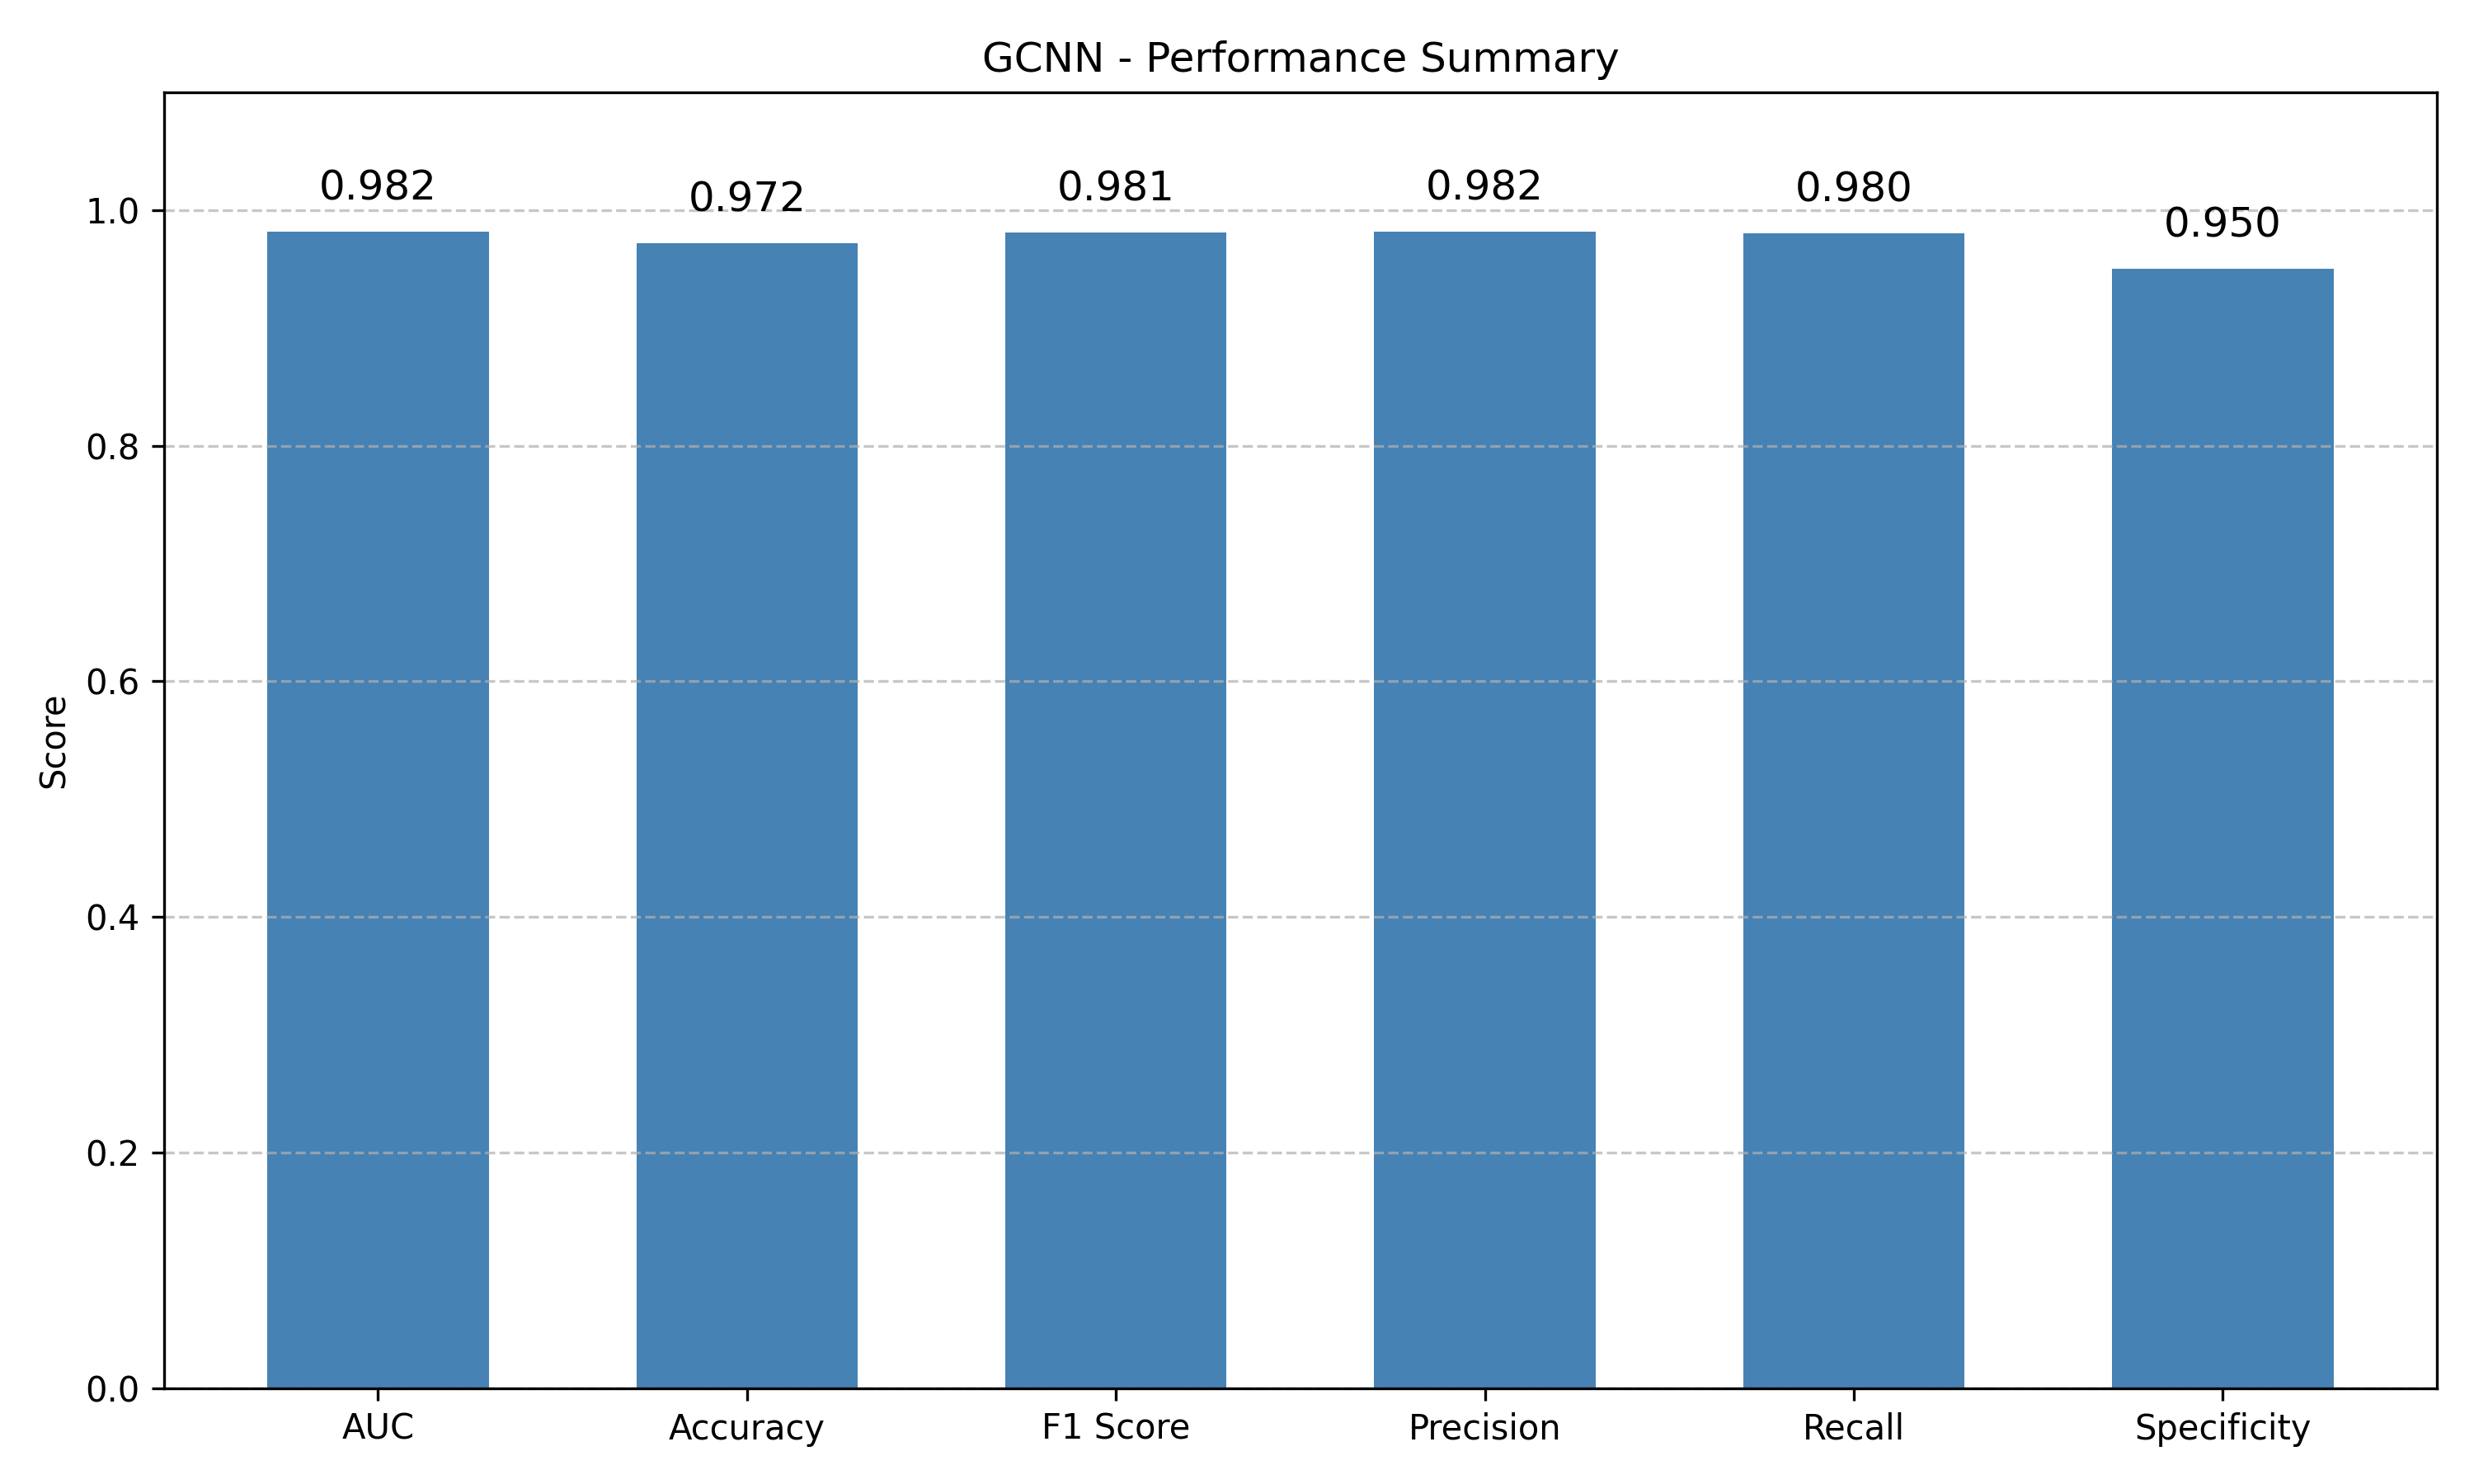 GCNN - Performance Summary
0.982
0.972
0.981
0.982
0.980
0.950
1.0
0.8
0.6
0.4
0.2
0.0
Score
AUC
Accuracy
F1 Score
Precision
Recall
Specificity